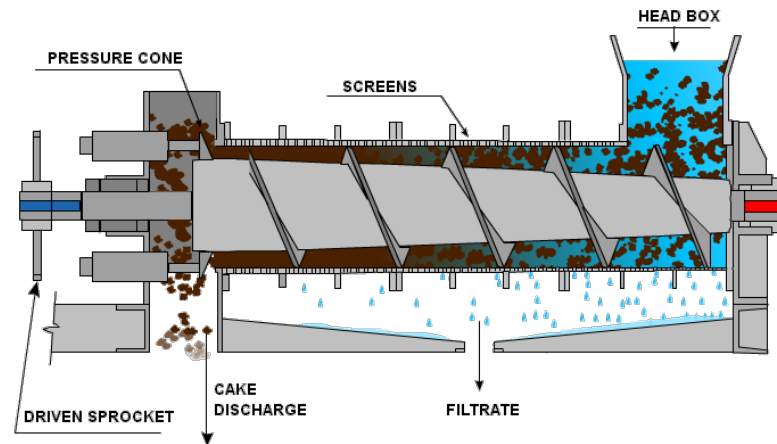 HEAD BOX
PRESSURE CONE
SCREENS
DRIVEN SPROCKET
CAKE
DISCHARGE
FILTRATE